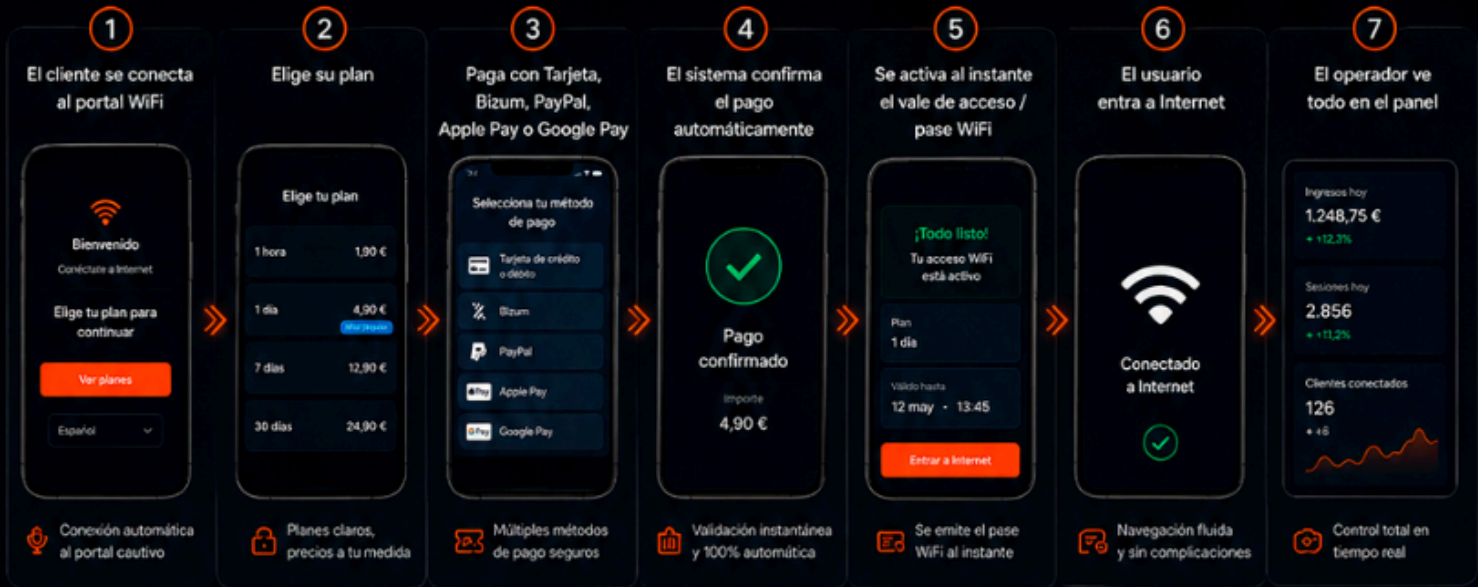 1
El cliente se conecta
al portal WiFi
Bienvenido
Conéctate a Internet
Elige tu plan para
continuar
Ver planes
Español
Conexión automática
al portal cautivo
2
Elige su plan
Elige tu plan
1 hora 1,90 €
1 día 4,90 €
7 días 12,90 €
30 días 24,90 €
Planes claros,
precios a tu medida
3
Paga con Tarjeta,
Bizum, PayPal,
Apple Pay o Google Pay
Selecciona tu método
de pago
Tarjeta de crédito
o débito
Bizum
PayPal
Pay Apple Pay
G Pay Google Pay
Múltiples métodos
de pago seguros
4
El sistema confirma
el pago
automáticamente
Pago
confirmado
Importe
4,90 €
Validación instantánea
y 100% automática
5
Se activa al instante
el vale de acceso /
pase WiFi
¡Todo listo!
Tu acceso WiFi
está activo
Plan
1 día
Válido hasta
12 may • 13:45
Entrar a Internet
Se emite el pase
WiFi al instante
6
El usuario
entra a Internet
Conectado
a Internet
Navegación fluida
y sin complicaciones
7
El operador ve
todo en el panel
Ingresos hoy
1.248,75 €
+ +12,3%
Sesiones hoy
2.856
+ +11,2%
Clientes conectados
126
+ +6
Control total en
tiempo real